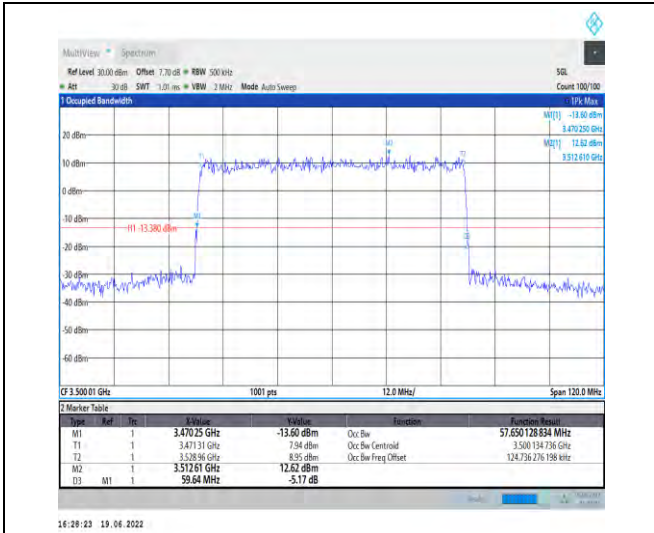 MultiView Spectrum
Ref Level 30.00 dBm Offset 7.70 dB RBW 500 kHz SGL
Att 30 dB SWT 1.01 ms VBW 2 MHz Mode Auto Sweep Count 100/100
1 Occupied Bandwidth 1Pk Max
M1[1] -13.60 dBm
3.470 250 GHz
M2[1] 12.62 dBm
3.512 610 GHz
20 dBm
M2
T1
T2
10 dBm
0 dBm
-10 dBm
M1
H1 -13.380 dBm
D3
-20 dBm
-30 dBm
-40 dBm
-50 dBm
-60 dBm
CF 3.500 01 GHz 1001 pts 12.0 MHz/ Span 120.0 MHz
2 Marker Table
Type Ref Trc X-Value Y-Value Function Function Result
M1 1 3.470 25 GHz -13.60 dBm Occ Bw 57.650 128 834 MHz
T1 1 3.471 31 GHz 7.94 dBm Occ Bw Centroid 3.500 134 736 GHz
T2 1 3.528 96 GHz 8.95 dBm Occ Bw Freq Offset 124.736 276 198 kHz
M2 1 3.512 61 GHz 12.62 dBm
D3 M1 1 59.64 MHz -5.17 dB
16:28:23 19.06.2022